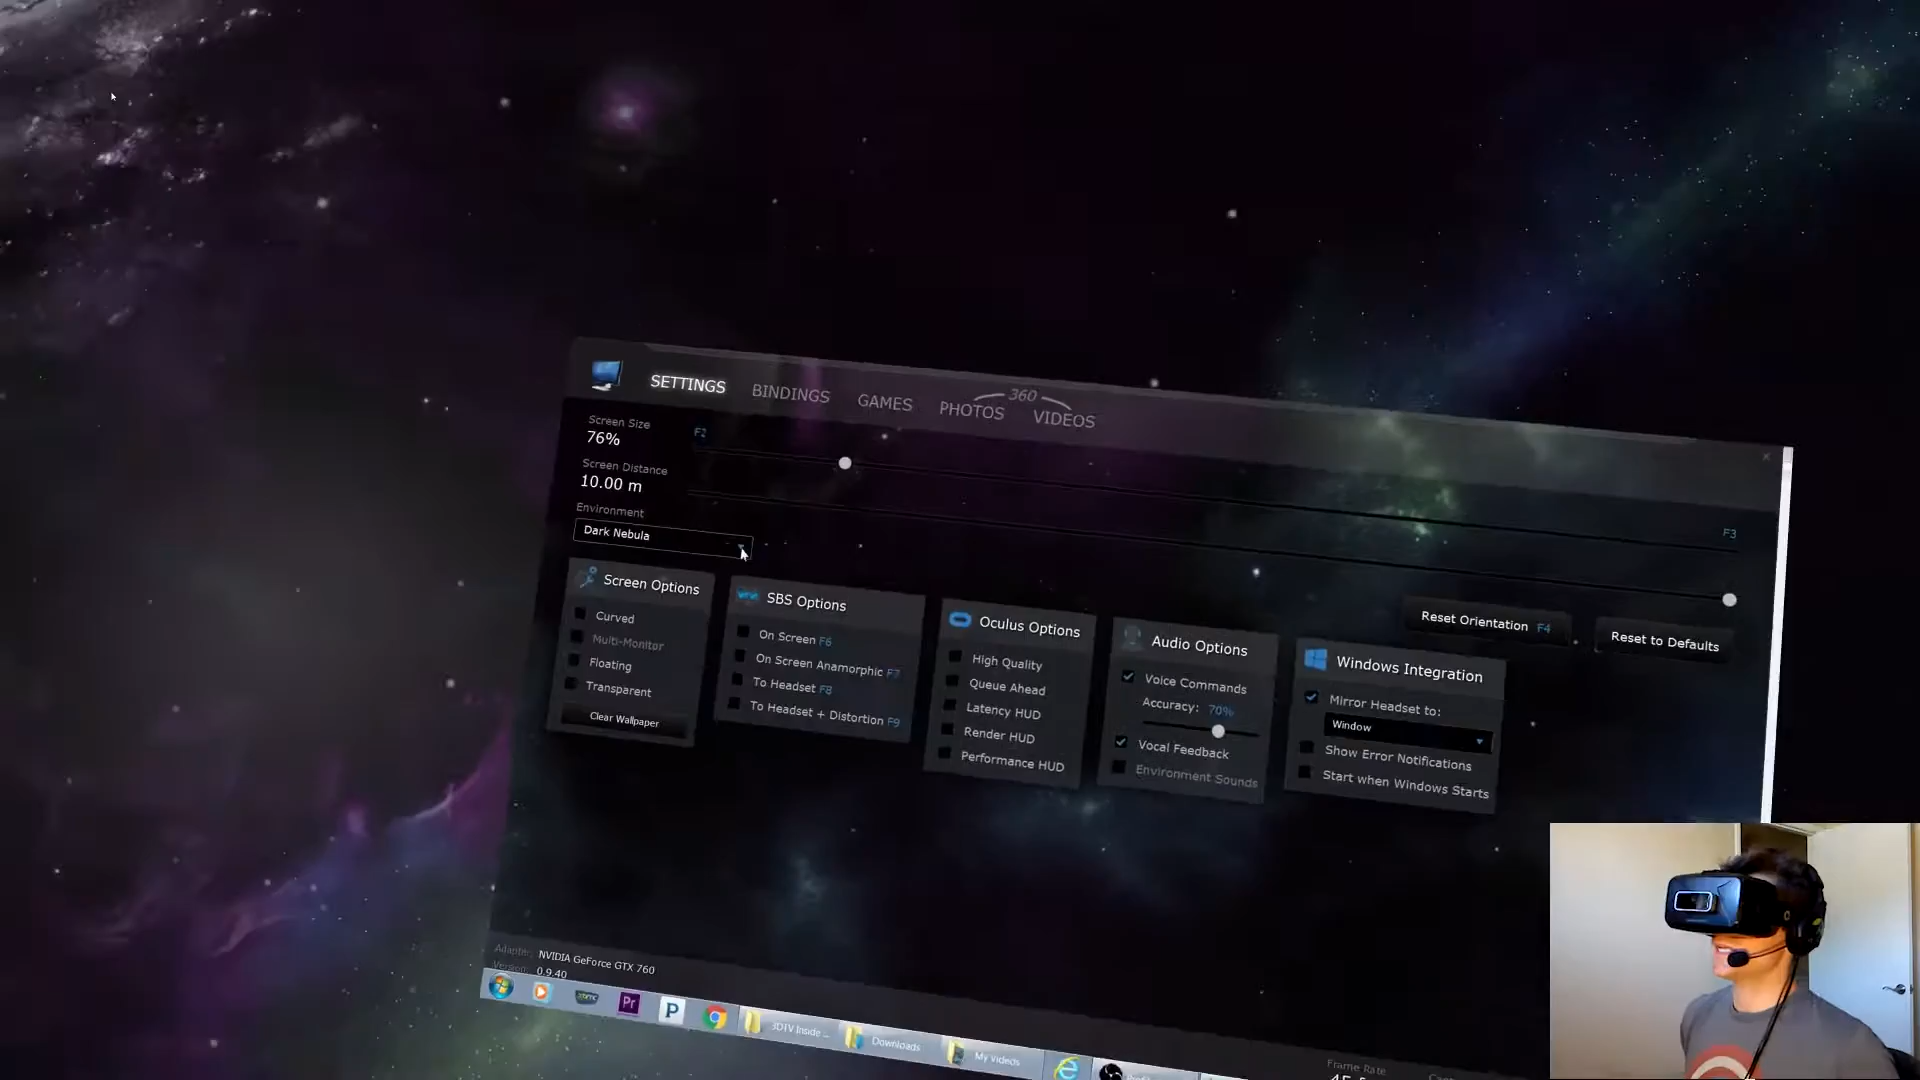 SETTINGS BINDINGS GAMES 360 PHOTOS VIDEOS
Screen Size
76%
F2
F3
Screen Distance
10.00 m
Environment
Dark Nebula
Reset Orientation F4
Reset to Defaults
Screen Options
Curved
Multi-Monitor
Floating
Transparent
Clear Wallpaper
SBS Options
On Screen F6
On Screen Anamorphic F7
To Headset F8
To Headset + Distortion F9
Oculus Options
High Quality
Queue Ahead
Latency HUD
Render HUD
Performance HUD
Audio Options
Voice Commands
Accuracy: 70%
Vocal Feedback
Environment Sounds
Windows Integration
Mirror Headset to:
Window
Show Error Notifications
Start when Windows Starts
Adapter: NVIDIA GeForce GTX 760
Version: 0.9.40
Frame Rate
Pr
P
3DTV Inside ...
Downloads
My Videos